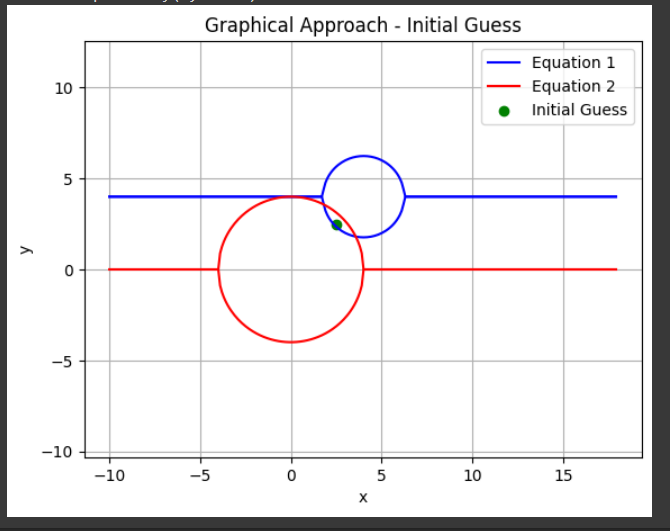 Graphical Approach - Initial Guess
Equation 1
Equation 2
Initial Guess
10
5
0
−5
−10
y
−10 −5 0 5 10 15
x